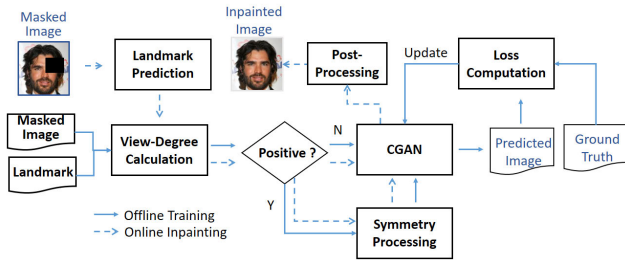 Masked
Image
Inpainted
Image
Landmark
Prediction
Post-
Processing
Update
Loss
Computation
Masked
Image
Landmark
View-Degree
Calculation
Positive ?
N
Y
CGAN
Predicted
Image
Ground
Truth
Symmetry
Processing
Offline Training
Online Inpainting